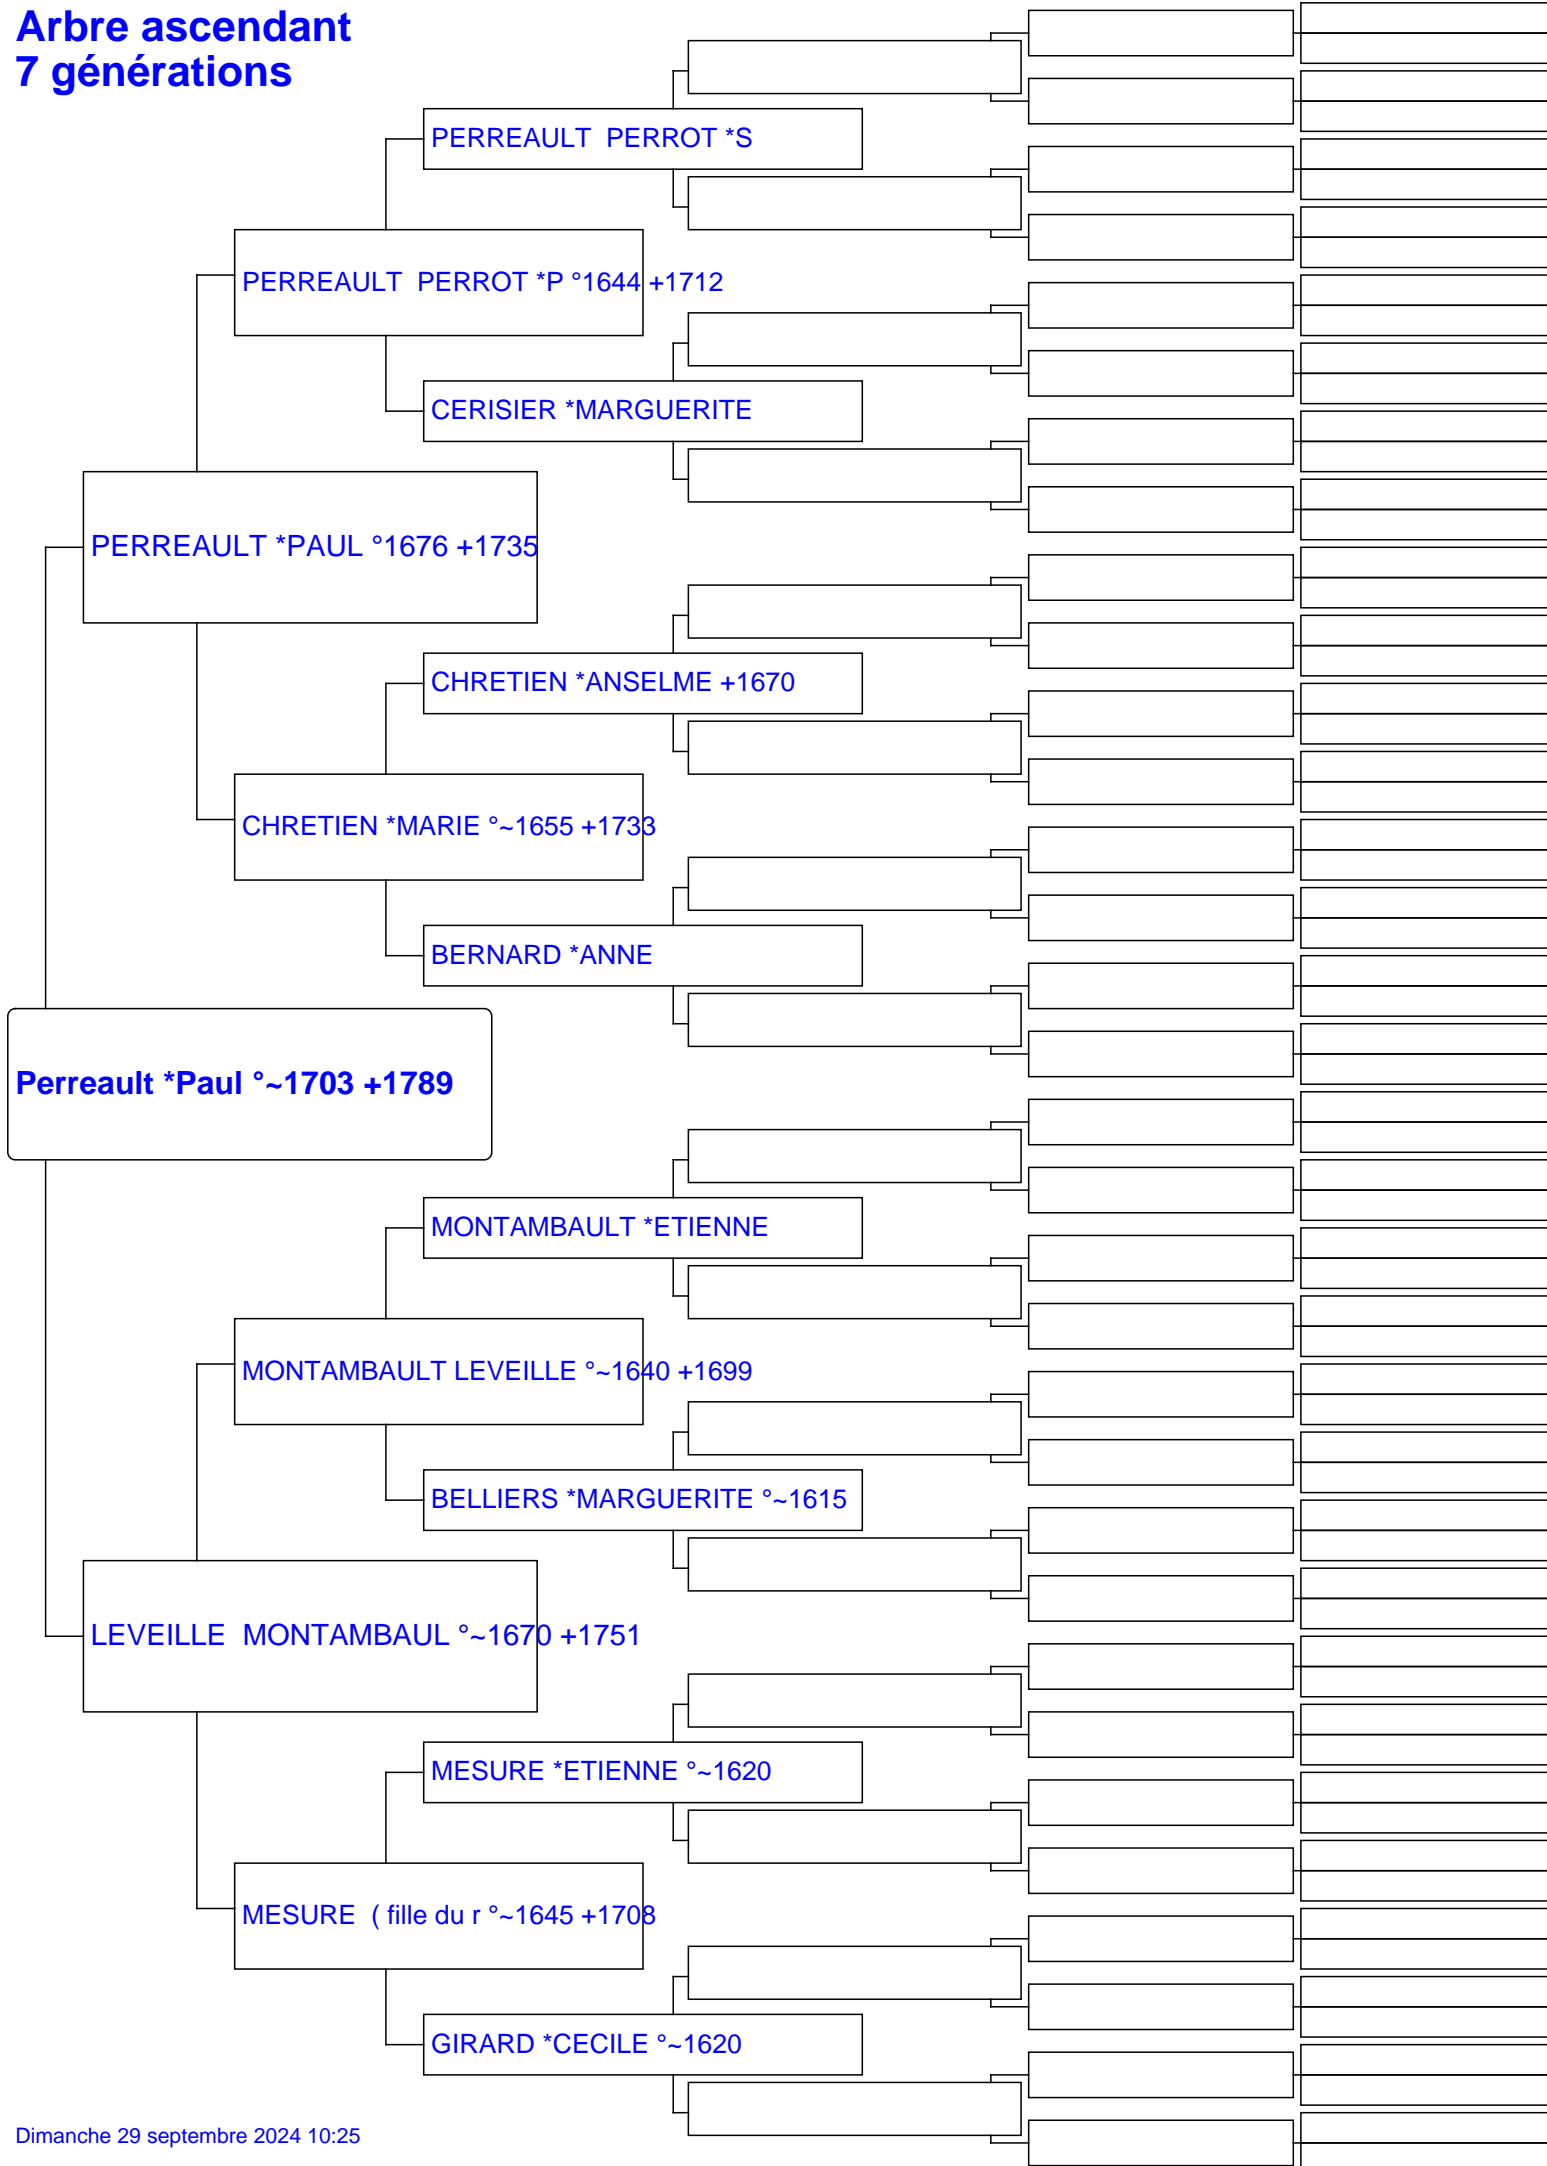 Arbre ascendant
7 générations
PERREAULT  PERROT *S
PERREAULT  PERROT *P °1644 +1712
CERISIER *MARGUERITE
PERREAULT *PAUL °1676 +1735
CHRETIEN *ANSELME +1670
CHRETIEN *MARIE °~1655 +1733
BERNARD *ANNE
Perreault *Paul °~1703 +1789
MONTAMBAULT *ETIENNE
MONTAMBAULT LEVEILLE °~1640 +1699
BELLIERS *MARGUERITE °~1615
LEVEILLE  MONTAMBAUL °~1670 +1751
MESURE *ETIENNE °~1620
MESURE  ( fille du r °~1645 +1708
GIRARD *CECILE °~1620
Dimanche 29 septembre 2024 10:25